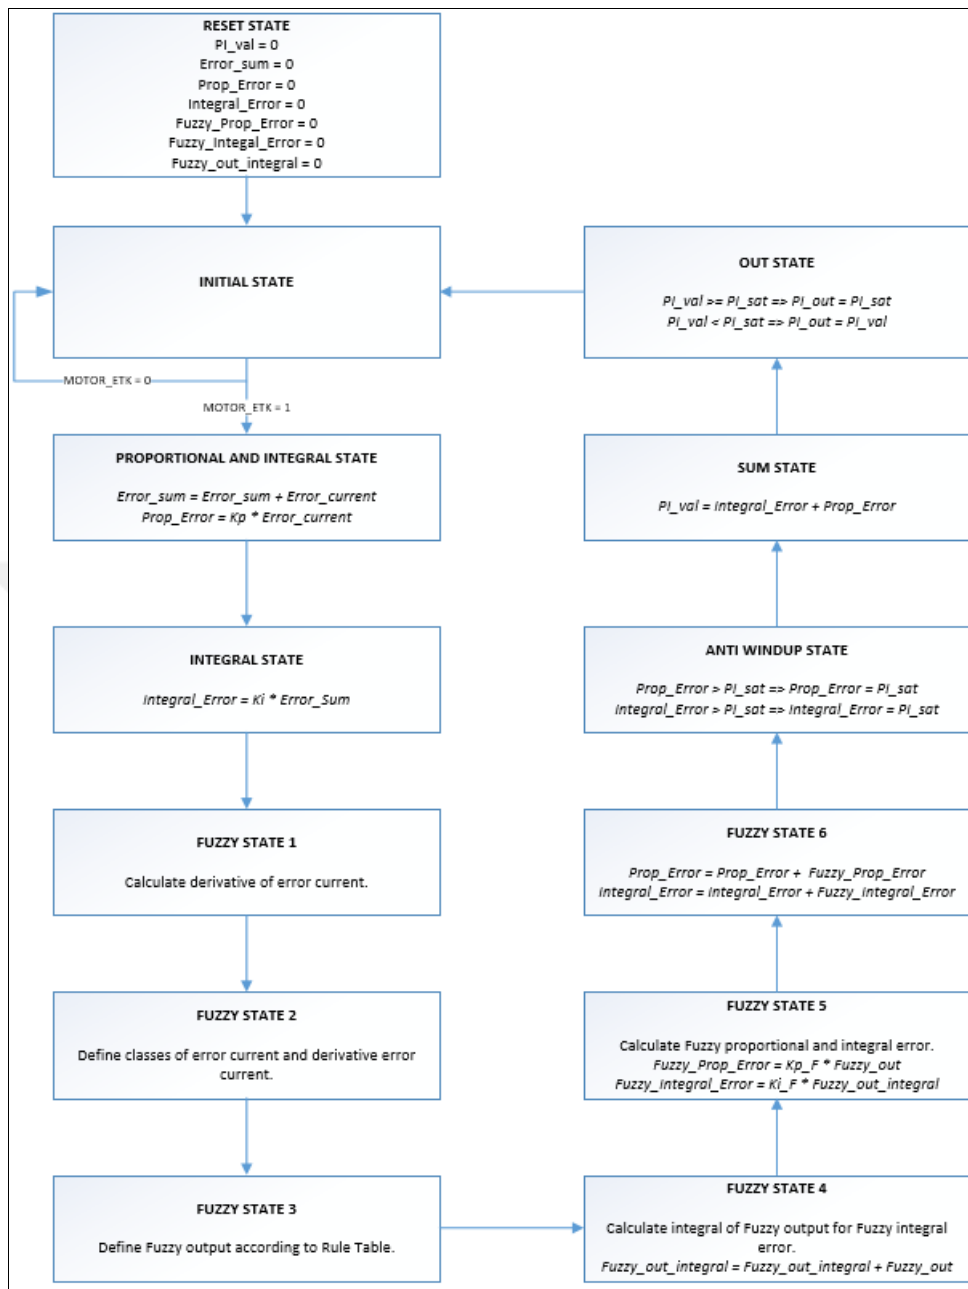 RESET STATE
PI_val = 0
Error_sum = 0
Prop_Error = 0
Integral_Error = 0
Fuzzy_Prop_Error = 0
Fuzzy_Integal_Error = 0
Fuzzy_out_integral = 0
INITIAL STATE
MOTOR_ETK = 0
MOTOR_ETK = 1
PROPORTIONAL AND INTEGRAL STATE
Error_sum = Error_sum + Error_current
Prop_Error = Kp * Error_current
INTEGRAL STATE
Integral_Error = Ki * Error_Sum
FUZZY STATE 1
Calculate derivative of error current.
FUZZY STATE 2
Define classes of error current and derivative error
current.
FUZZY STATE 3
Define Fuzzy output according to Rule Table.
FUZZY STATE 4
Calculate integral of Fuzzy output for Fuzzy integral
error.
Fuzzy_out_integral = Fuzzy_out_integral + Fuzzy_out
FUZZY STATE 5
Calculate Fuzzy proportional and integral error.
Fuzzy_Prop_Error = Kp_F * Fuzzy_out
Fuzzy_Integral_Error = Ki_F * Fuzzy_out_integral
FUZZY STATE 6
Prop_Error = Prop_Error + Fuzzy_Prop_Error
Integral_Error = Integral_Error + Fuzzy_Integral_Error
ANTI WINDUP STATE
Prop_Error > PI_sat => Prop_Error = PI_sat
Integral_Error > PI_sat => Integral_Error = PI_sat
SUM STATE
PI_val = Integral_Error + Prop_Error
OUT STATE
PI_val >= PI_sat => PI_out = PI_sat
PI_val < PI_sat => PI_out = PI_val